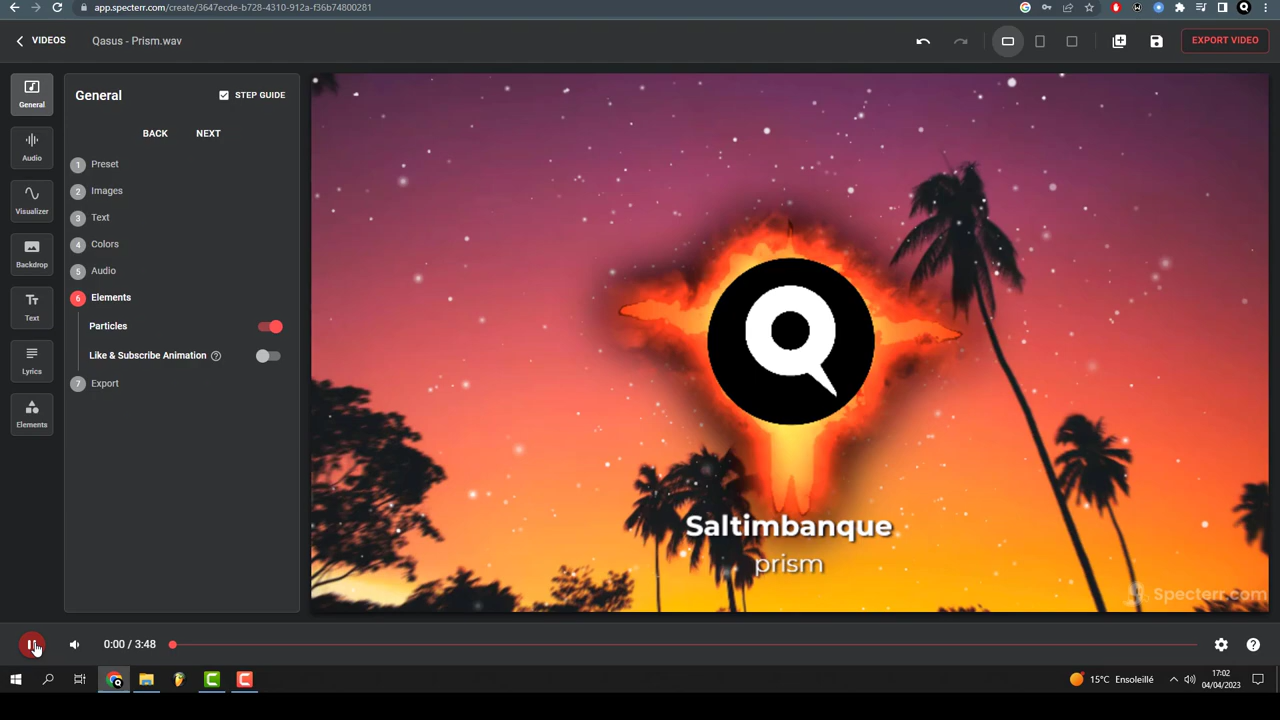 app.specterr.com/create/3647ecde-b728-4310-912a-f36b74800281
VIDEOS
Qasus - Prism.wav
EXPORT VIDEO
General
Audio
Visualizer
Backdrop
Tт
Text
Lyrics
Elements
General
STEP GUIDE
BACK
NEXT
1 Preset
2 Images
3 Text
4 Colors
5 Audio
6 Elements
Particles
Like & Subscribe Animation ?
7 Export
Saltimbanque
prism
Specterr.com
0:00 / 3:48
15°C Ensoleillé
17:02
04/04/2023